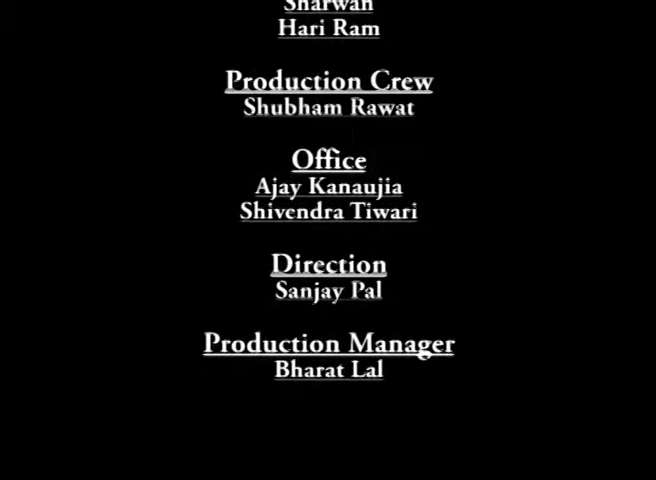 Sharwan
Hari Ram
Production Crew
Shubham Rawat
Office
Ajay Kanaujia
Shivendra Tiwari
Direction
Sanjay Pal
Production Manager
Bharat Lal